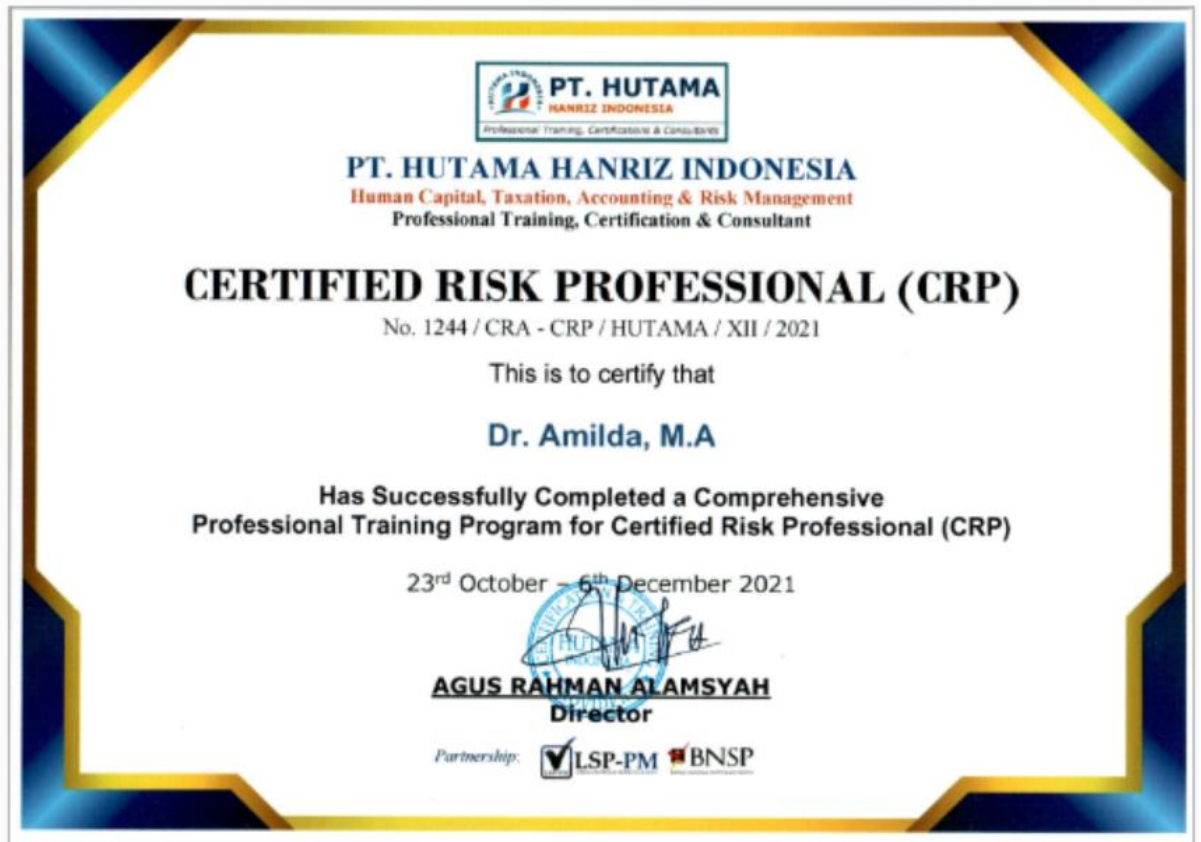 PT. HUTAMA
HANRIZ INDONESIA
Professional Training, Certifications & Consultants
PT. HUTAMA HANRIZ INDONESIA
Human Capital, Taxation, Accounting & Risk Management
Professional Training, Certification & Consultant
CERTIFIED RISK PROFESSIONAL (CRP)
No. 1244 / CRA - CRP / HUTAMA / XII / 2021
This is to certify that
Dr. Amilda, M.A
Has Successfully Completed a Comprehensive
Professional Training Program for Certified Risk Professional (CRP)
23rd October – 6th December 2021
HUTAMA
INDONESIA
AGUS RAHMAN ALAMSYAH
Director
Partnership: LSP-PM BNSP